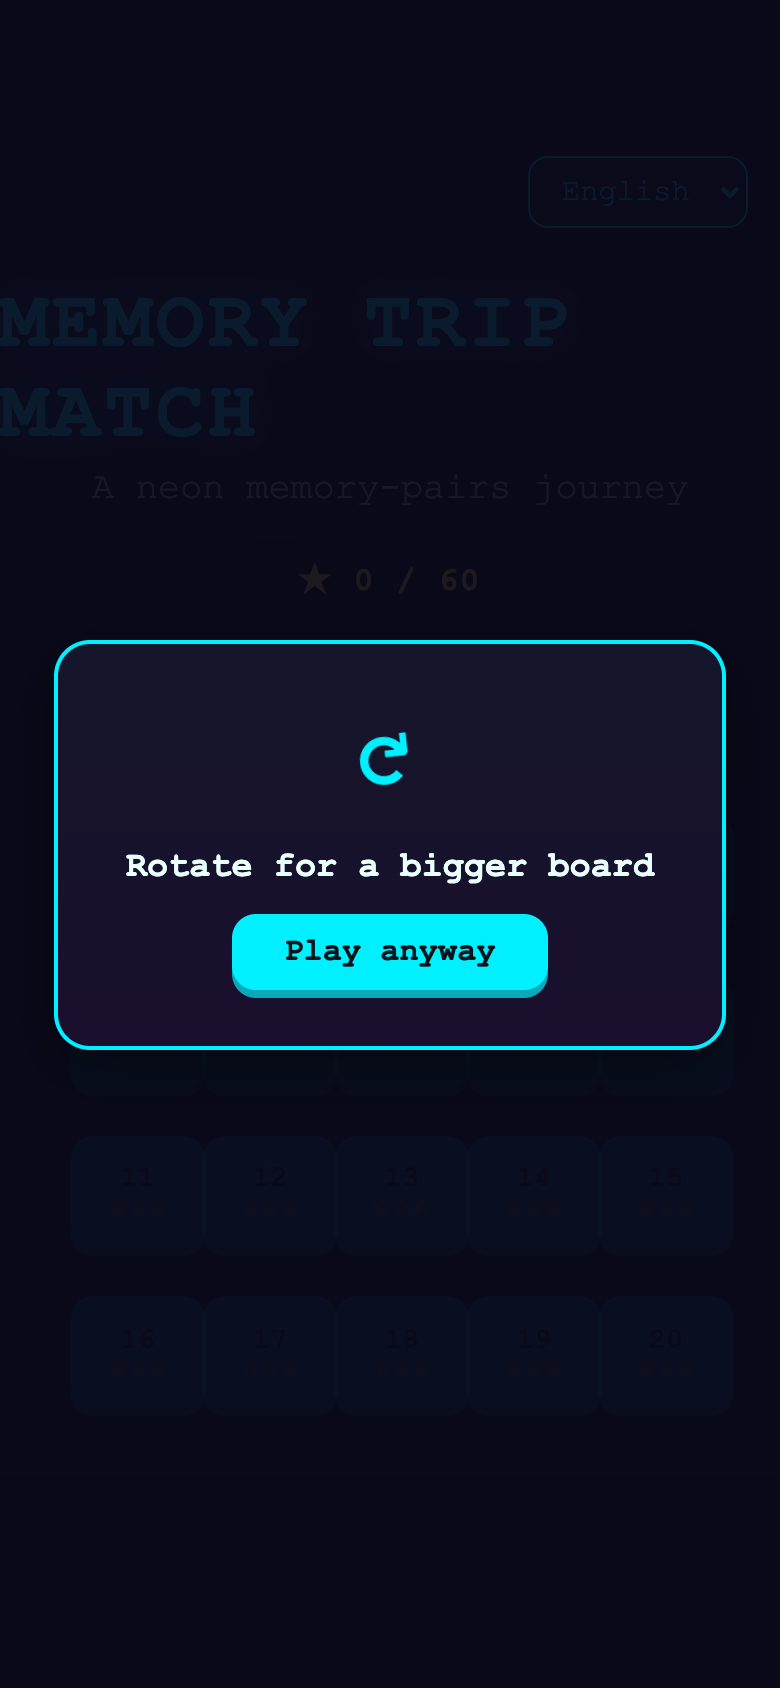 English
MEMORY TRIP
MATCH
A neon memory-pairs journey
★ 0 / 60
Rotate for a bigger board
Play anyway
11 12 13 14 15
16 17 18 19 20